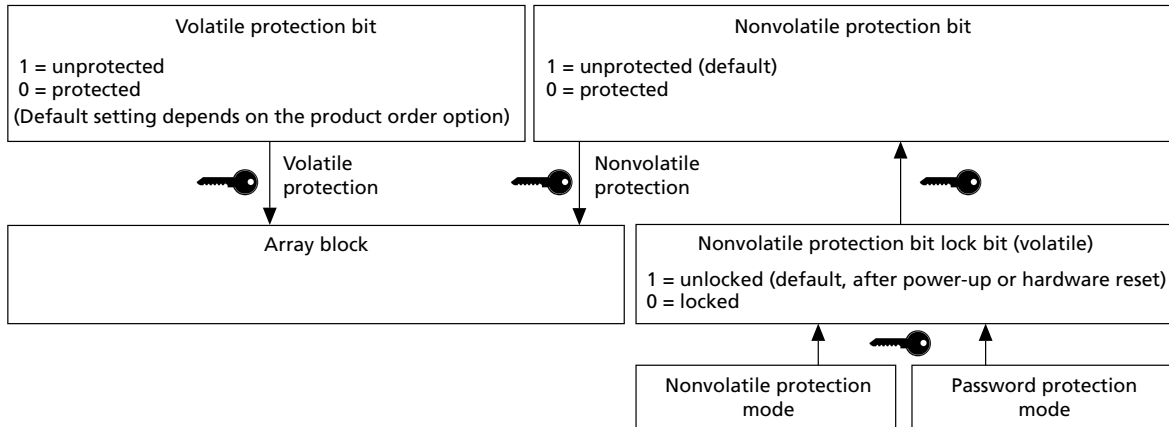 Volatile protection bit
1 = unprotected
0 = protected
(Default setting depends on the product order option)
Nonvolatile protection bit
1 = unprotected (default)
0 = protected
Volatile
protection
Nonvolatile
protection
Array block
Nonvolatile protection bit lock bit (volatile)
1 = unlocked (default, after power-up or hardware reset)
0 = locked
Nonvolatile protection
mode
Password protection
mode